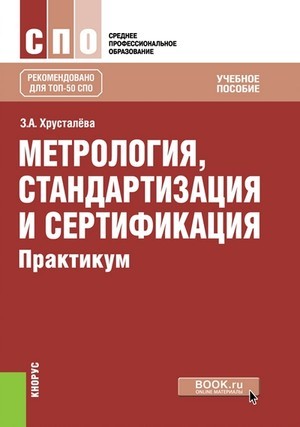 СПО
СРЕДНЕЕ
ПРОФЕССИОНАЛЬНОЕ
ОБРАЗОВАНИЕ
РЕКОМЕНДОВАНО
ДЛЯ ТОП-50 СПО
УЧЕБНОЕ
ПОСОБИЕ
З.А. Хрусталёва
МЕТРОЛОГИЯ,
СТАНДАРТИЗАЦИЯ
И СЕРТИФИКАЦИЯ
Практикум
КНОРУС
BOOK.ru
ONLINE МАТЕРИАЛЫ